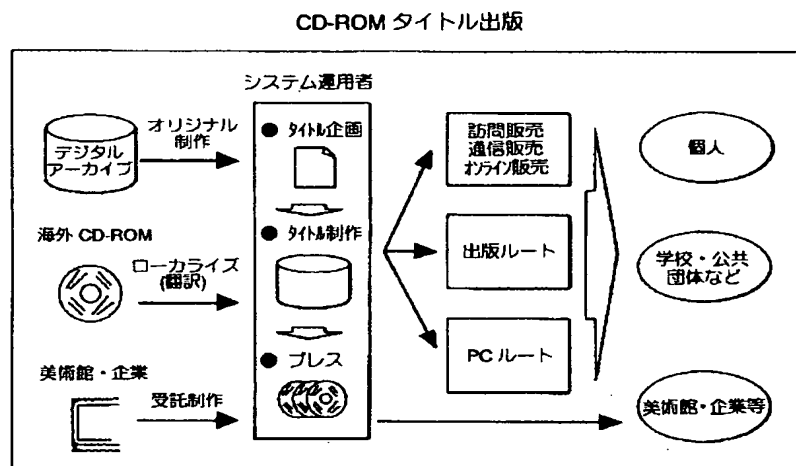 CD-ROM タイトル出版
システム運用者
デジタル
アーカイブ
オリジナル
制作
● タイトル企画
訪問販売
通信販売
オンライン販売
個人
海外 CD-ROM
ローカライズ
(翻訳)
● タイトル制作
出版ルート
学校・公共
団体など
美術館・企業
受託制作
● プレス
PC ルート
美術館・企業等